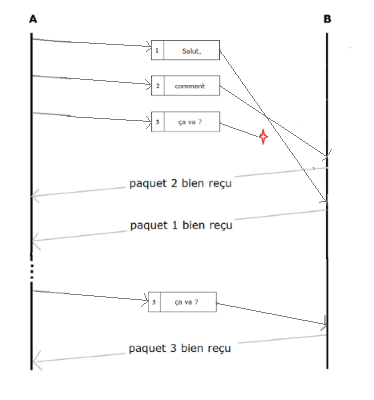 A B
1 Salut,
2 comment
3 ça va ?
paquet 2 bien reçu
paquet 1 bien reçu
3 ça va ?
paquet 3 bien reçu